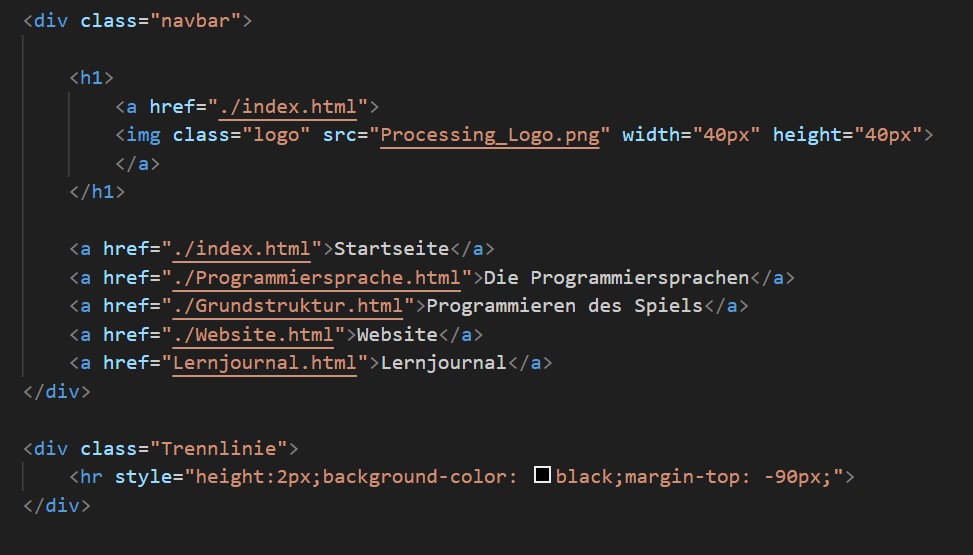 <div class="navbar">
<h1>
<a href="./index.html">
<img class="logo" src="Processing_Logo.png" width="40px" height="40px">
</a>
</h1>
<a href="./index.html">Startseite</a>
<a href="./Programmiersprache.html">Die Programmiersprachen</a>
<a href="./Grundstruktur.html">Programmieren des Spiels</a>
<a href="./Website.html">Website</a>
<a href="Lernjournal.html">Lernjournal</a>
</div>
<div class="Trennlinie">
<hr style="height:2px;background-color: black;margin-top: -90px;">
</div>